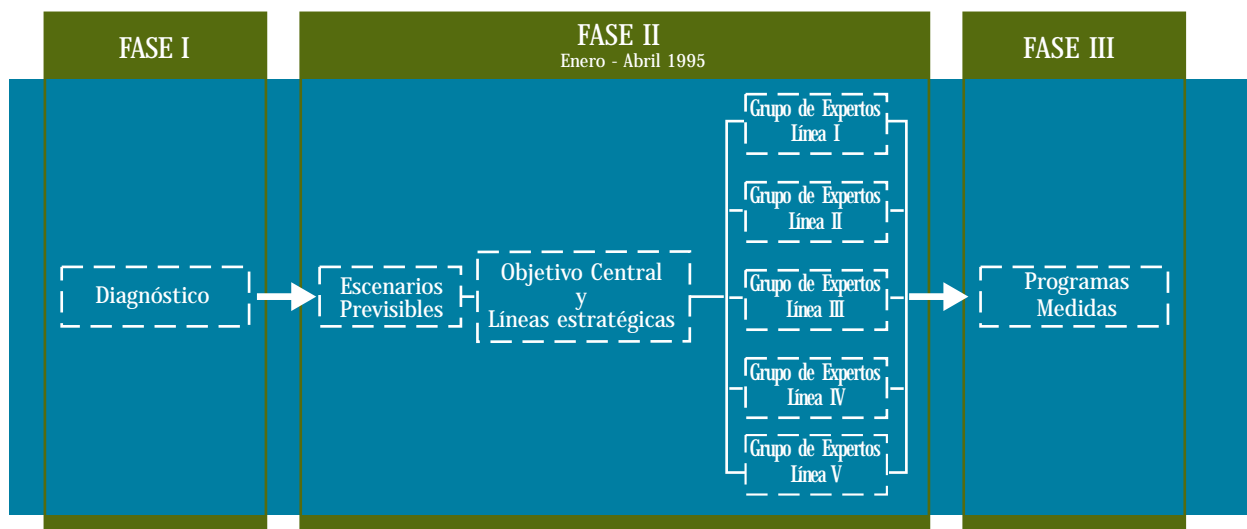 FASE I
FASE II
Enero - Abril 1995
FASE III
Diagnóstico
Escenarios
Previsibles
Objetivo Central
y
Líneas estratégicas
Grupo de Expertos
Línea I
Grupo de Expertos
Línea II
Grupo de Expertos
Línea III
Grupo de Expertos
Línea IV
Grupo de Expertos
Línea V
Programas
Medidas